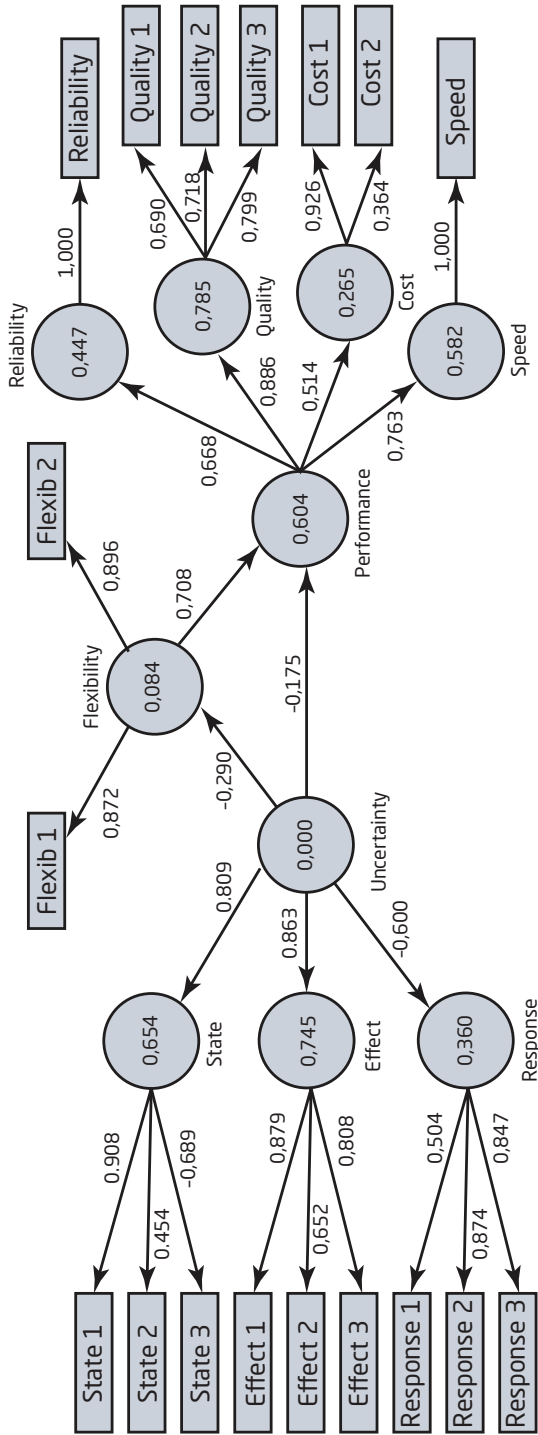 State 1
State 2
State 3
Effect 1
Effect 2
Effect 3
Response 1
Response 2
Response 3
0.908
0.454
-0,689
0,879
0,652
0,808
0,504
0,874
0,847
0,654
State
0,745
Effect
0,360
Response
0.809
0.863
-0,600
0,000
Uncertainty
-0,290
-0,175
Flexib 1
Flexib 2
0,872
0,896
Flexibility
0,084
0,708
0,604
Performance
0,668
0,886
0,514
0,763
Reliability
0,447
0,785
Quality
0,265
Cost
0,582
Speed
1,000
0,690
0,718
0,799
0,926
0,364
1,000
Reliability
Quality 1
Quality 2
Quality 3
Cost 1
Cost 2
Speed